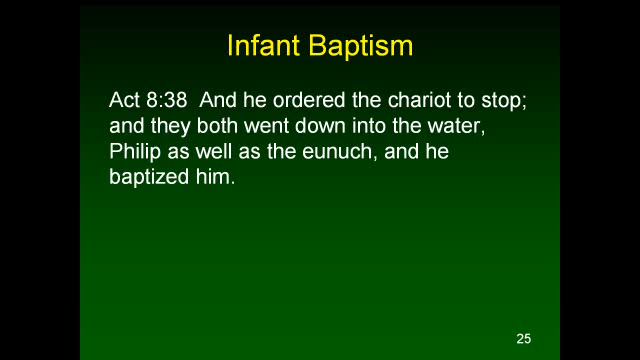 Infant Baptism
Act 8:38  And he ordered the chariot to stop;
and they both went down into the water,
Philip as well as the eunuch, and he
baptized him.
25